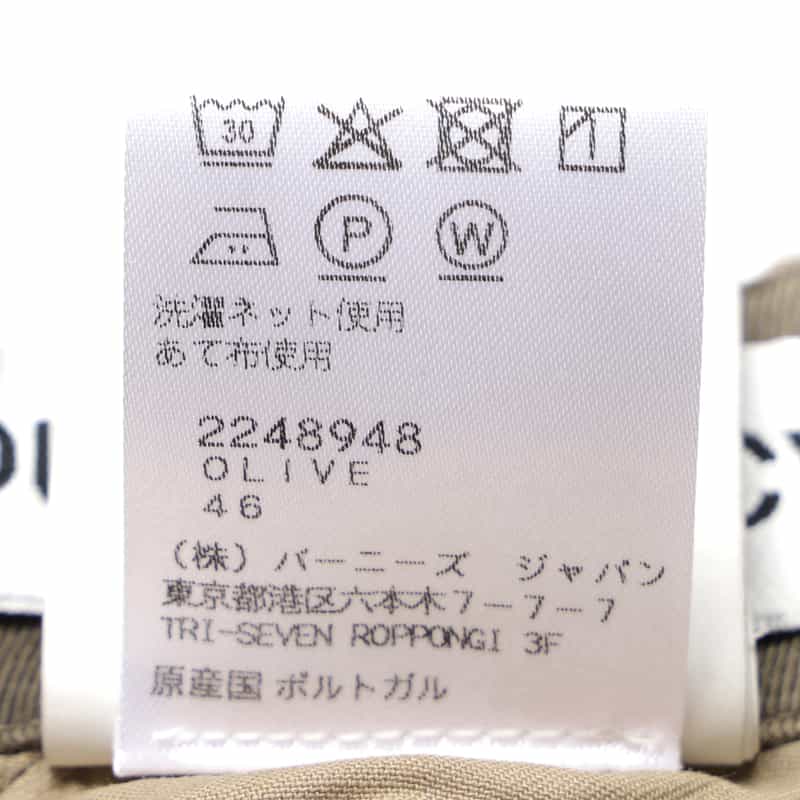 30
P W
洗濯ネット使用
あて布使用
2248948
OLIVE
46
(株) バーニーズ ジャパン
東京都港区六本木7-7-7
TRI-SEVEN ROPPONGI 3F
原産国 ポルトガル